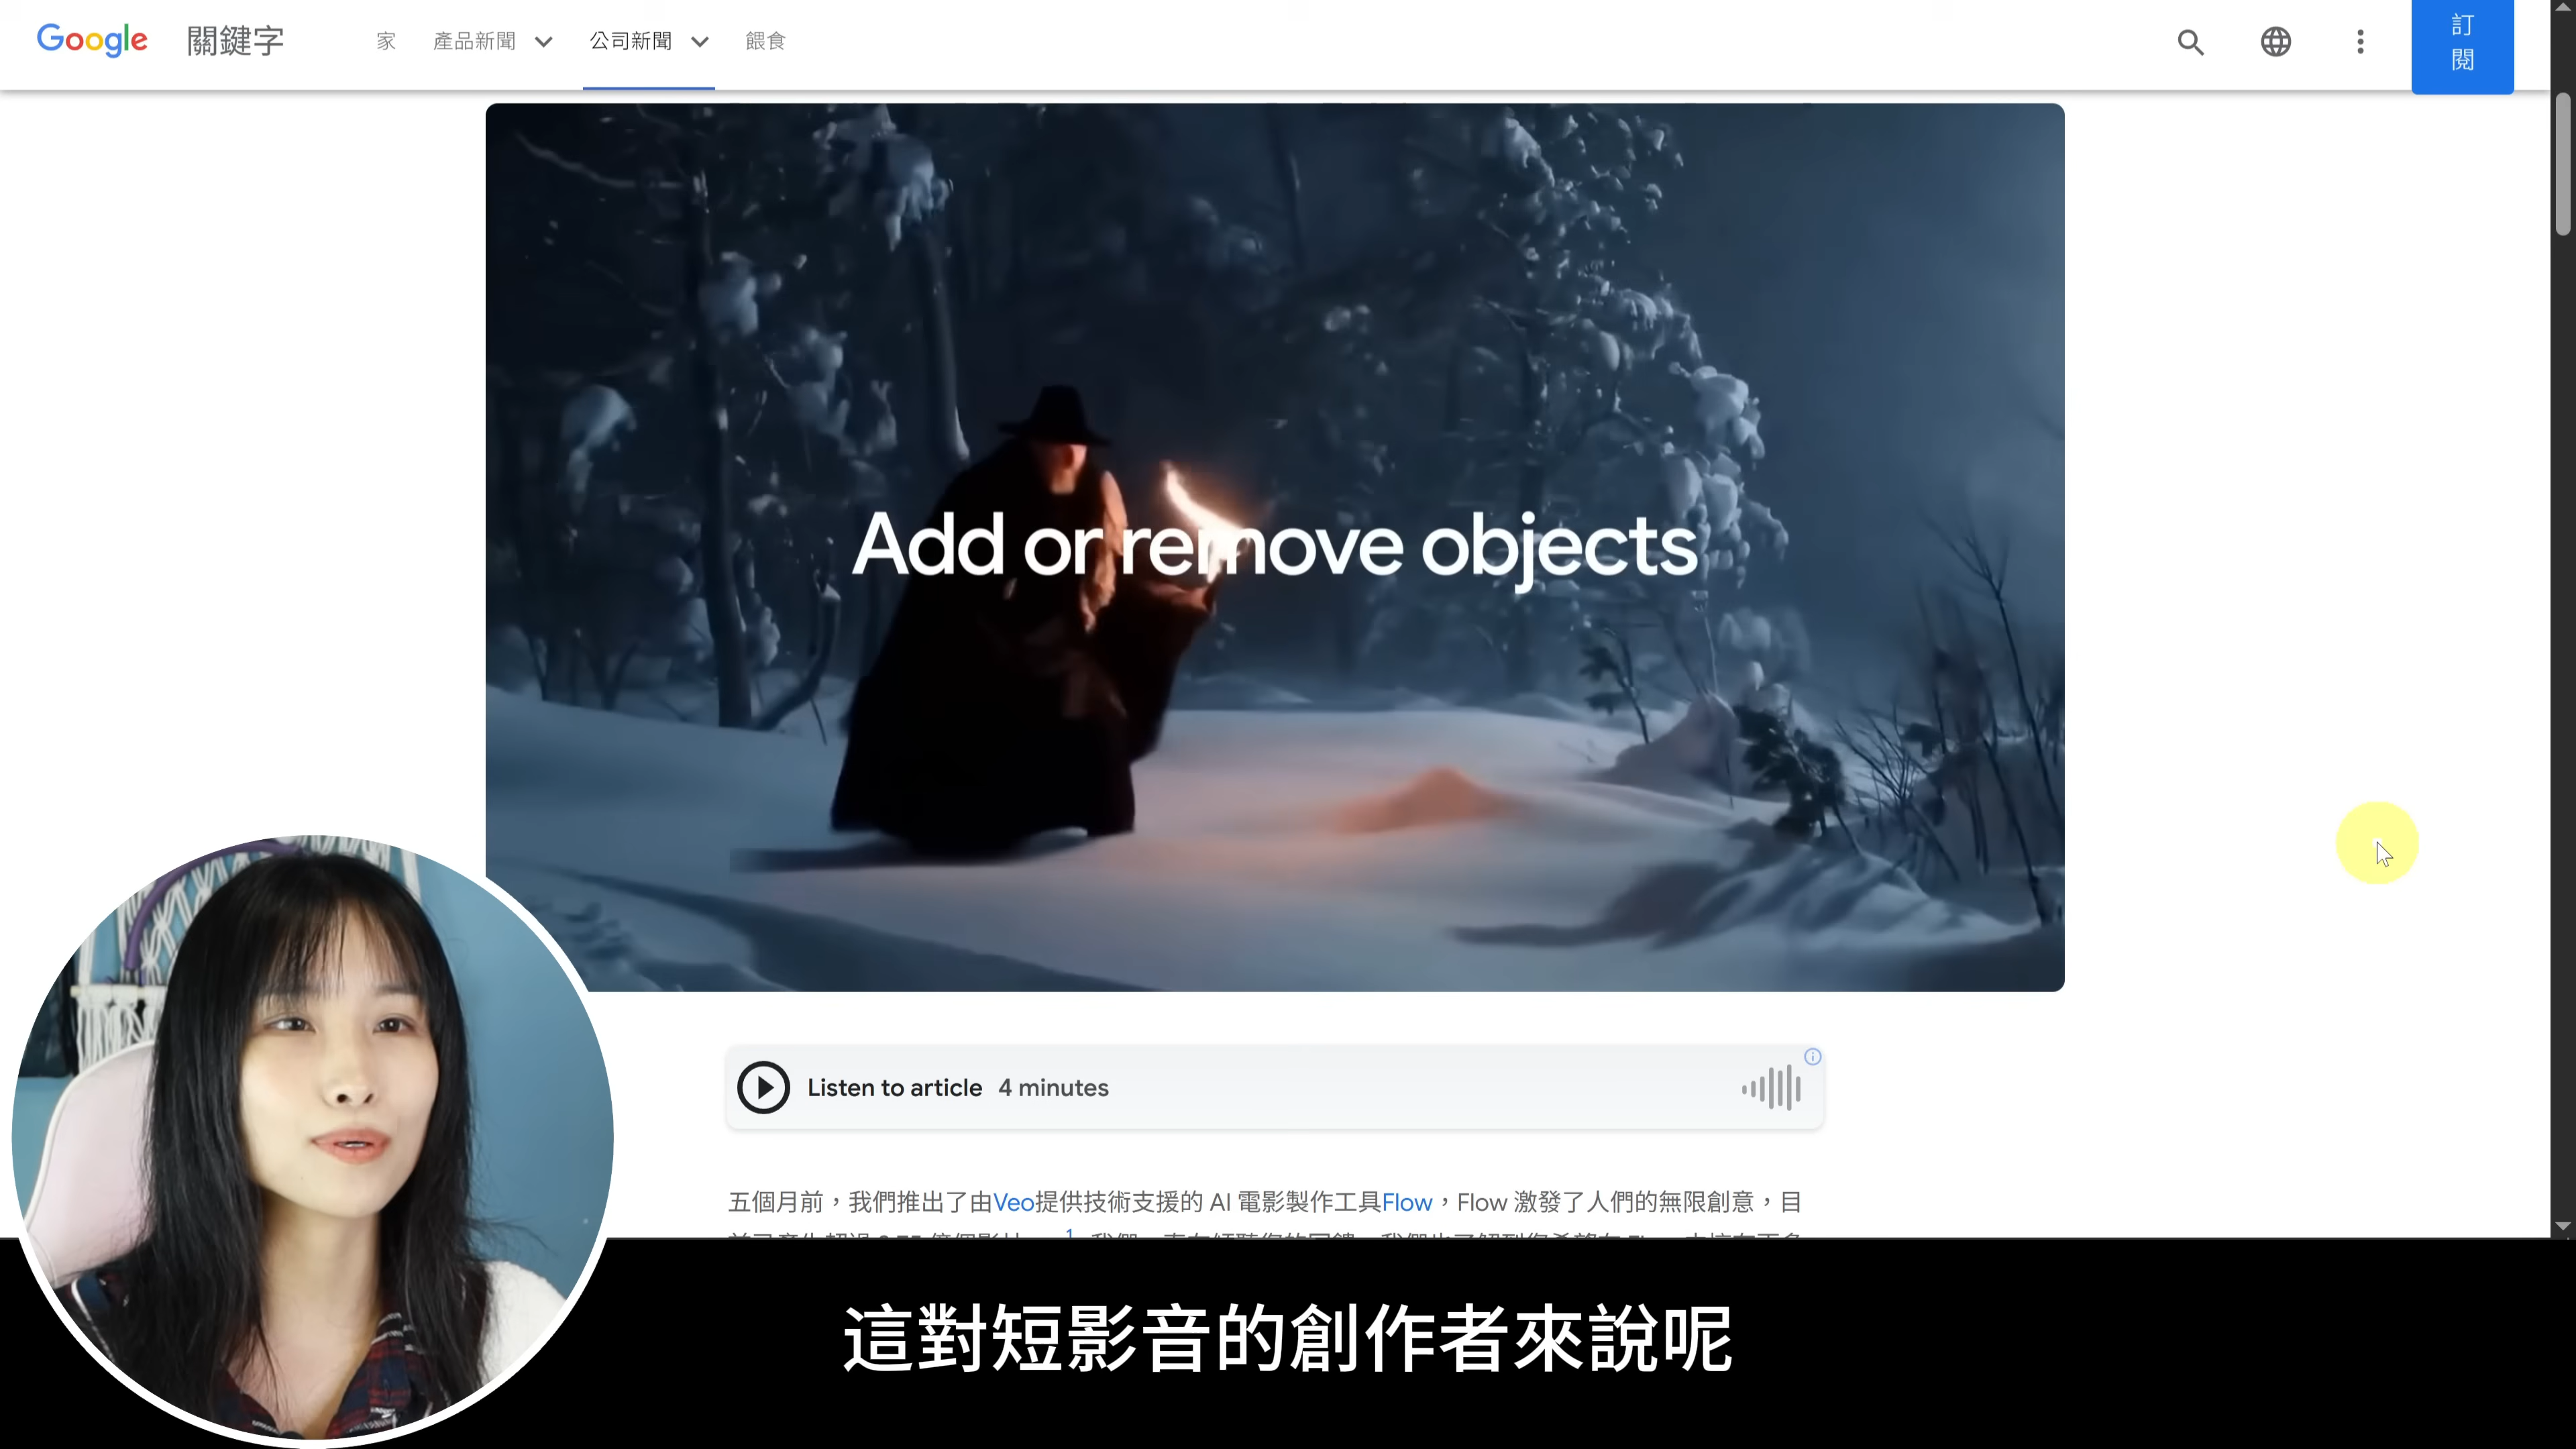 Google 關鍵字 家 產品新聞 公司新聞 餵食
訂
閱
Add or remove objects
Listen to article 4 minutes
五個月前，我們推出了由Veo提供技術支援的 AI 電影製作工具Flow，Flow 激發了人們的無限創意，目
這對短影音的創作者來說呢